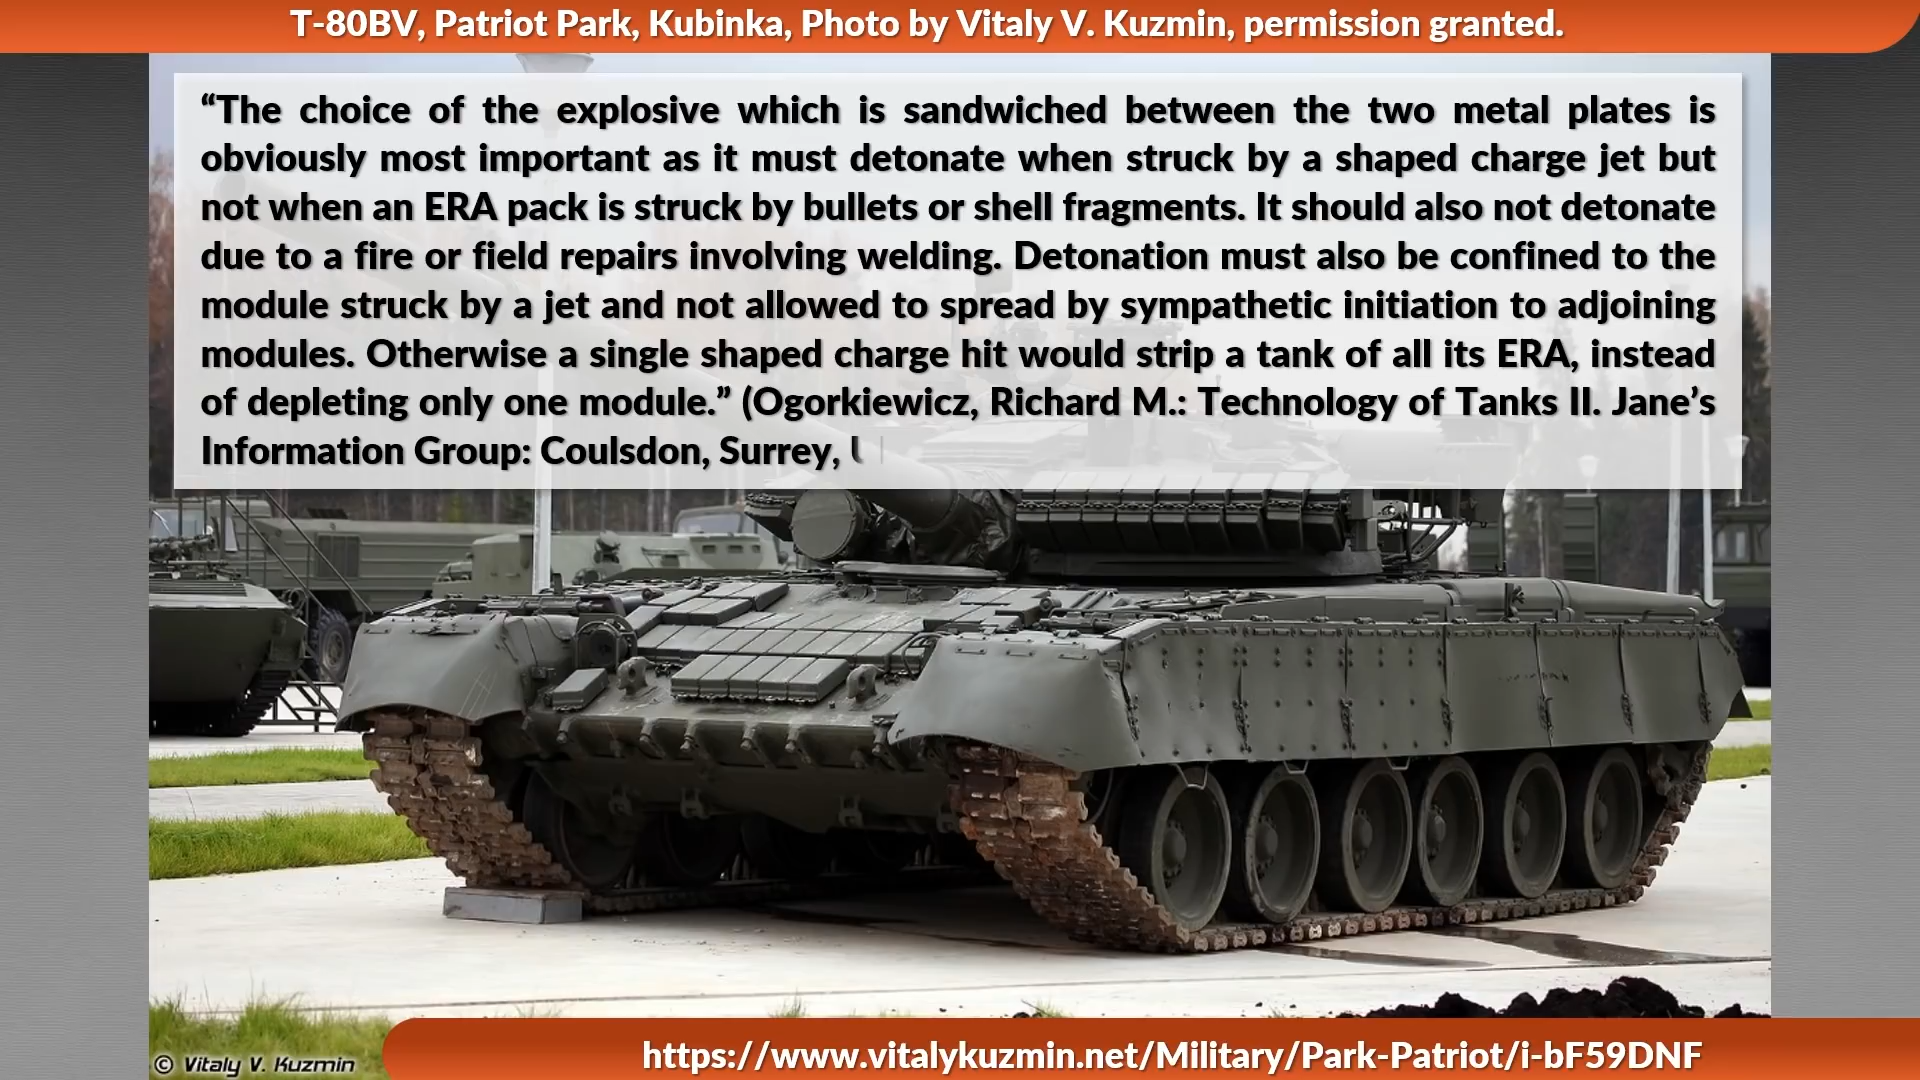 T-80BV, Patriot Park, Kubinka, Photo by Vitaly V. Kuzmin, permission granted.
“The choice of the explosive which is sandwiched between the two metal plates is
obviously most important as it must detonate when struck by a shaped charge jet but
not when an ERA pack is struck by bullets or shell fragments. It should also not detonate
due to a fire or field repairs involving welding. Detonation must also be confined to the
module struck by a jet and not allowed to spread by sympathetic initiation to adjoining
modules. Otherwise a single shaped charge hit would strip a tank of all its ERA, instead
of depleting only one module.” (Ogorkiewicz, Richard M.: Technology of Tanks II. Jane’s
Information Group: Coulsdon, Surrey,
https://www.vitalykuzmin.net/Military/Park-Patriot/i-bF59DNF
© Vitaly V. Kuzmin